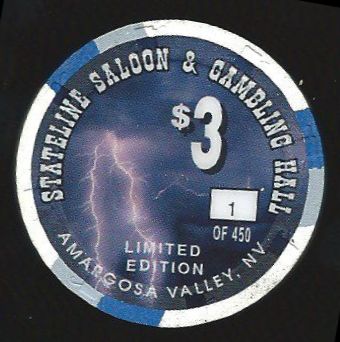 STATELINE SALOON & GAMBLING HALL
$3
1
OF 450
LIMITED
EDITION
AMARGOSA VALLEY, NV.